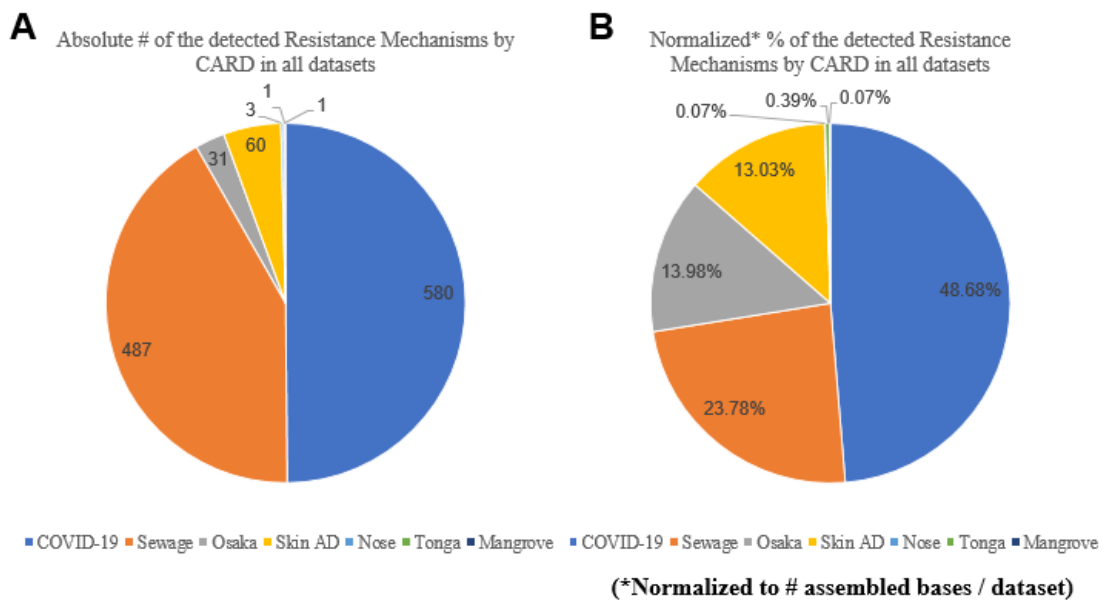 A
Absolute # of the detected Resistance Mechanisms by
CARD in all datasets
1
3
1
60
31
580
487
COVID-19 Sewage Osaka Skin AD Nose Tonga Mangrove
B
Normalized* % of the detected Resistance
Mechanisms by CARD in all datasets
0.39%
0.07%
0.07%
13.03%
13.98%
48.68%
23.78%
COVID-19 Sewage Osaka Skin AD Nose Tonga Mangrove
(*Normalized to # assembled bases / dataset)